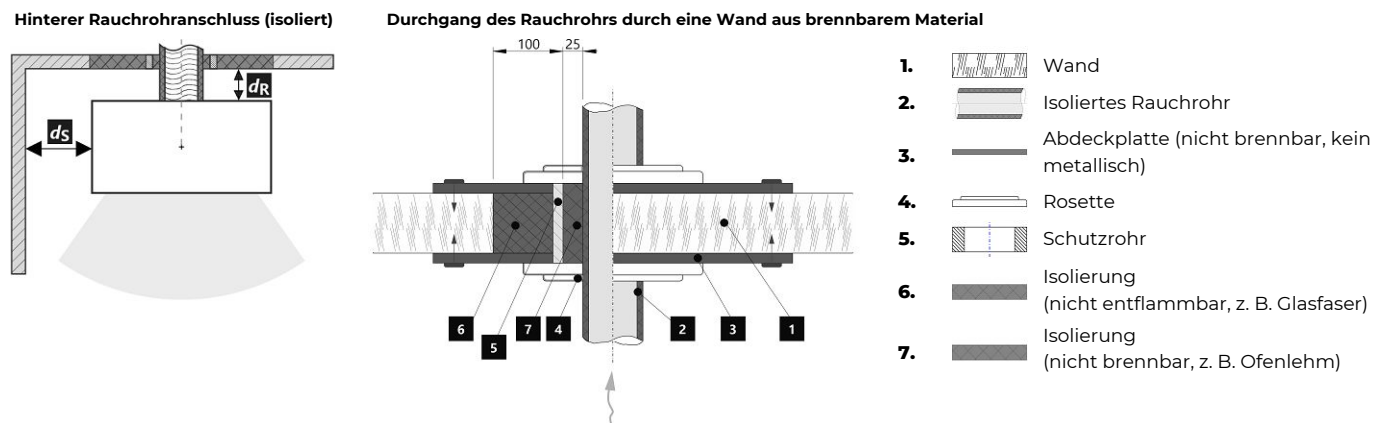 Hinterer Rauchrohranschluss (isoliert)
dR
dS
Durchgang des Rauchrohrs durch eine Wand aus brennbarem Material
100 25
6 5 7 4 2 3 1
1. Wand
2. Isoliertes Rauchrohr
3. Abdeckplatte (nicht brennbar, kein
metallisch)
4. Rosette
5. Schutzrohr
6. Isolierung
(nicht entflammbar, z. B. Glasfaser)
7. Isolierung
(nicht brennbar, z. B. Ofenlehm)